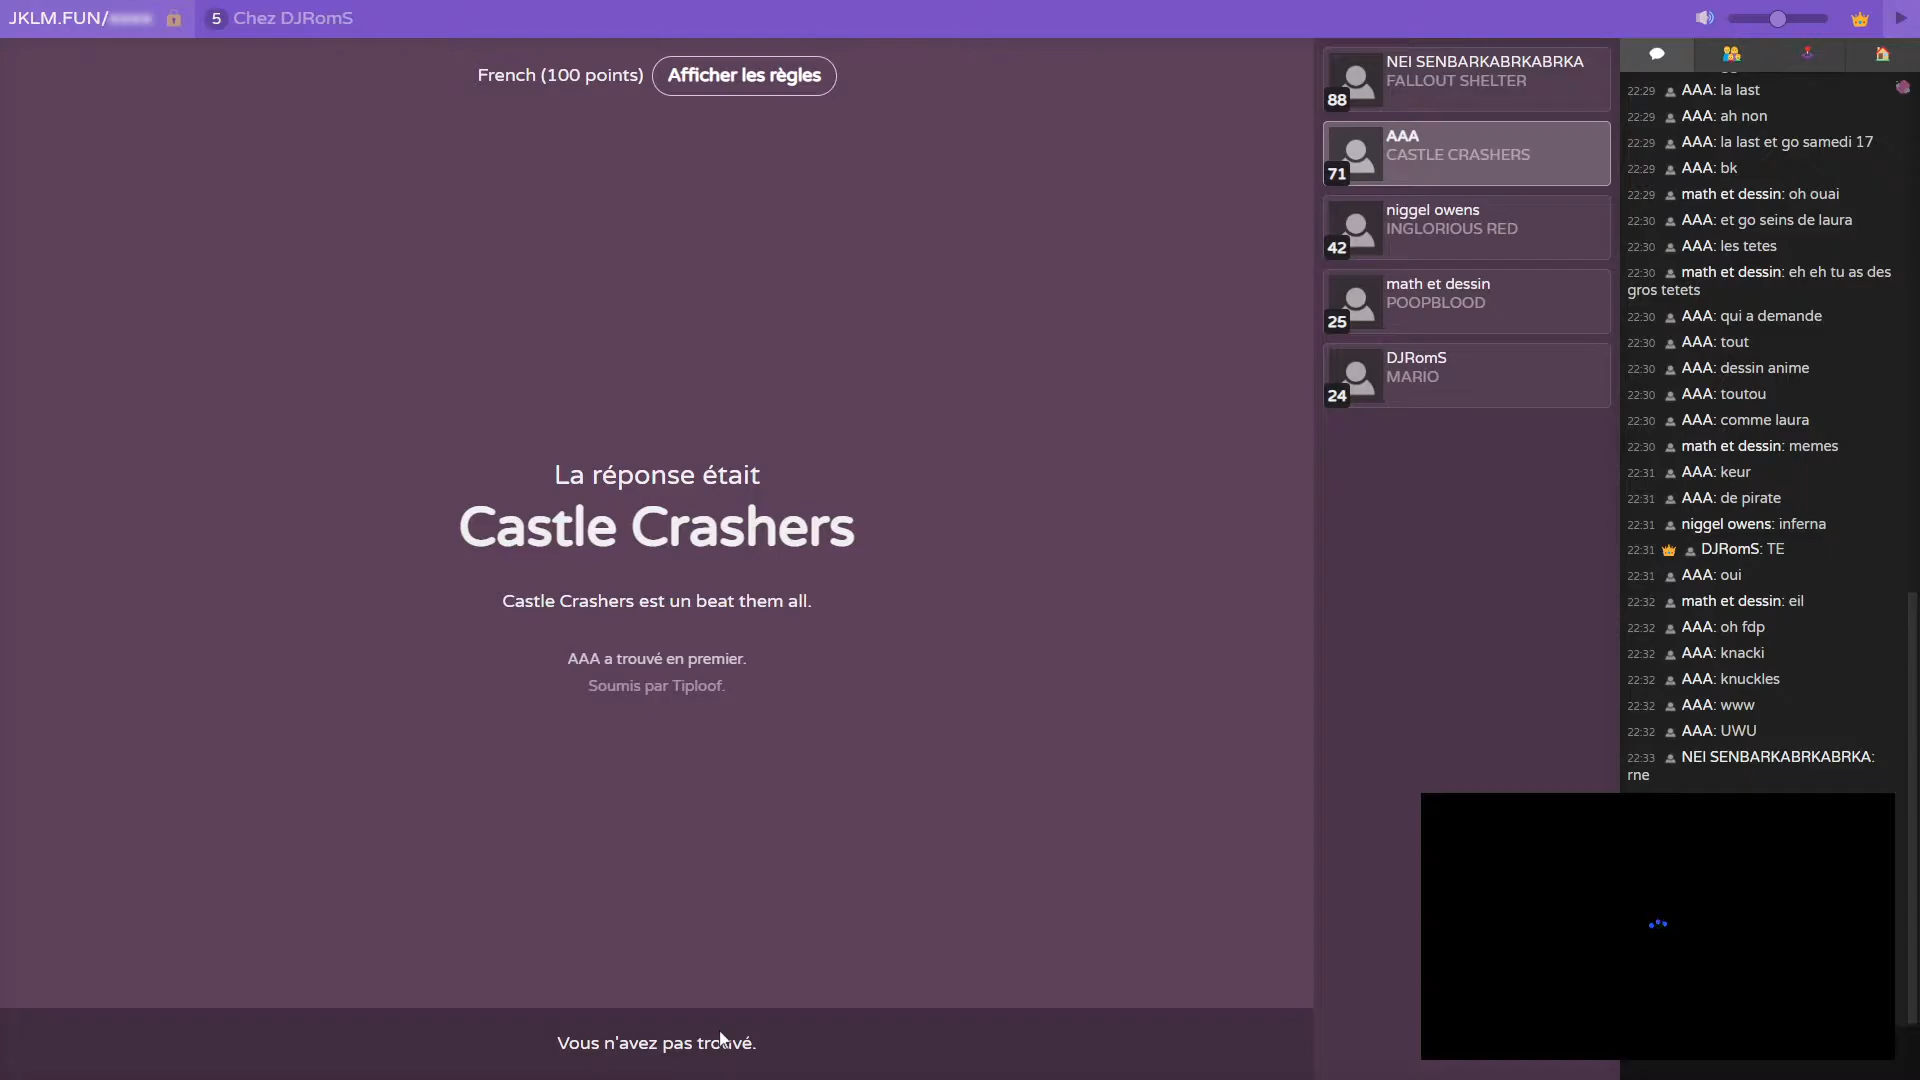 JKLM.FUN/
5 Chez DJRomS
French (100 points) Afficher les règles
La réponse était
Castle Crashers
Castle Crashers est un beat them all.
AAA a trouvé en premier.
Soumis par Tiploof.
Vous n'avez pas trouvé.
NEI SENBARKABRKABRKA
FALLOUT SHELTER
88
AAA
CASTLE CRASHERS
71
niggel owens
INGLORIOUS RED
42
math et dessin
POOPBLOOD
25
DJRomS
MARIO
24
22:29 AAA: la last
22:29 AAA: ah non
22:29 AAA: la last et go samedi 17
22:29 AAA: bk
22:29 math et dessin: oh ouai
22:30 AAA: et go seins de laura
22:30 AAA: les tetes
22:30 math et dessin: eh eh tu as des
gros tetets
22:30 AAA: qui a demande
22:30 AAA: tout
22:30 AAA: dessin anime
22:30 AAA: toutou
22:30 AAA: comme laura
22:30 math et dessin: memes
22:31 AAA: keur
22:31 AAA: de pirate
22:31 niggel owens: inferna
22:31 DJRomS: TE
22:31 AAA: oui
22:32 math et dessin: eil
22:32 AAA: oh fdp
22:32 AAA: knacki
22:32 AAA: knuckles
22:32 AAA: www
22:32 AAA: UWU
22:33 NEI SENBARKABRKABRKA:
rne